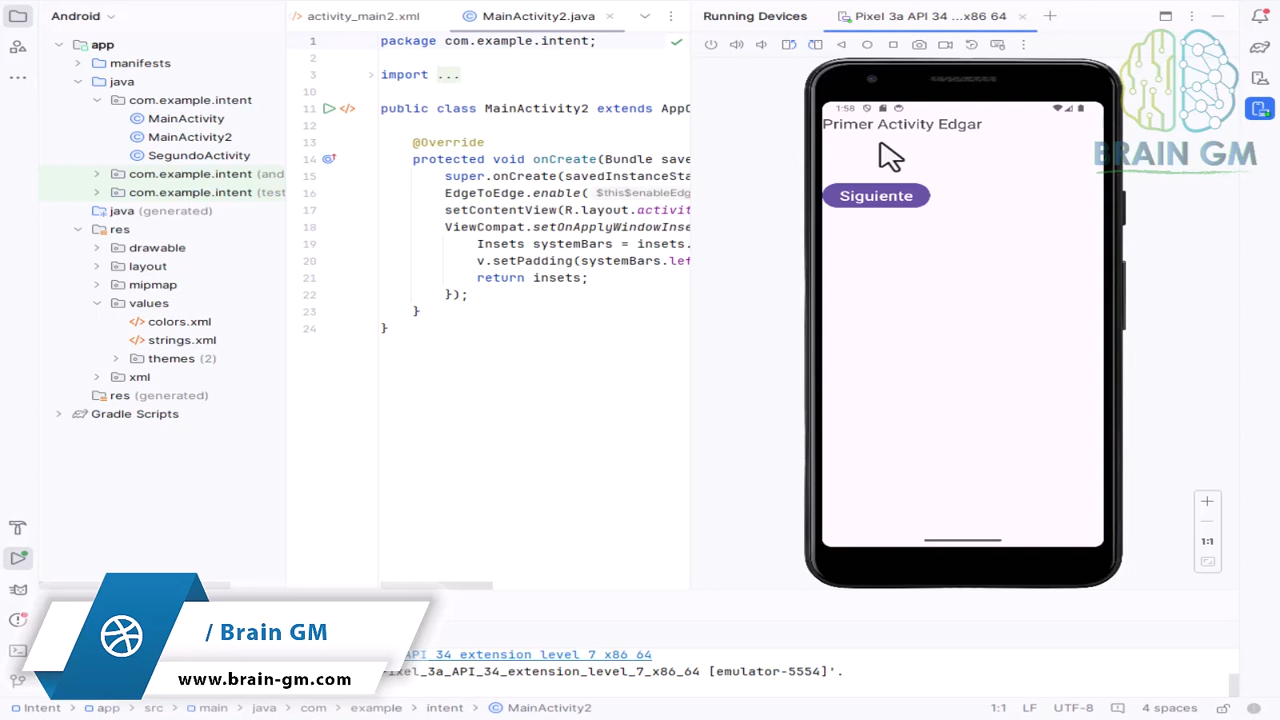 Android
activity_main2.xml
MainActivity2.java
Running Devices
Pixel 3a API 34 ...x86 64
app
manifests
java
com.example.intent
MainActivity
MainActivity2
SegundoActivity
com.example.intent (and
com.example.intent (test
java (generated)
res
drawable
layout
mipmap
values
colors.xml
strings.xml
themes (2)
xml
res (generated)
Gradle Scripts
1 package com.example.intent;
2
3 import ...
10
11 public class MainActivity2 extends AppC
12
13 @Override
14 protected void onCreate(Bundle save
15 super.onCreate(savedInstanceSta
16 EdgeToEdge.enable( $this$enableEdg
17 setContentView(R.layout.activit
18 ViewCompat.setOnApplyWindowInse
19 Insets systemBars = insets.
20 v.setPadding(systemBars.lef
21 return insets;
22 });
23 }
24 }
1:58
Primer Activity Edgar
Siguiente
BRAIN GM
1:1
/ Brain GM
www.brain-gm.com
API 34 extension level 7 x86 64
ixel_3a_API_34_extension_level_7_x86_64 [emulator-5554]'.
Intent > app > src > main > java > com > example > intent > MainActivity2
1:1 LF UTF-8 4 spaces